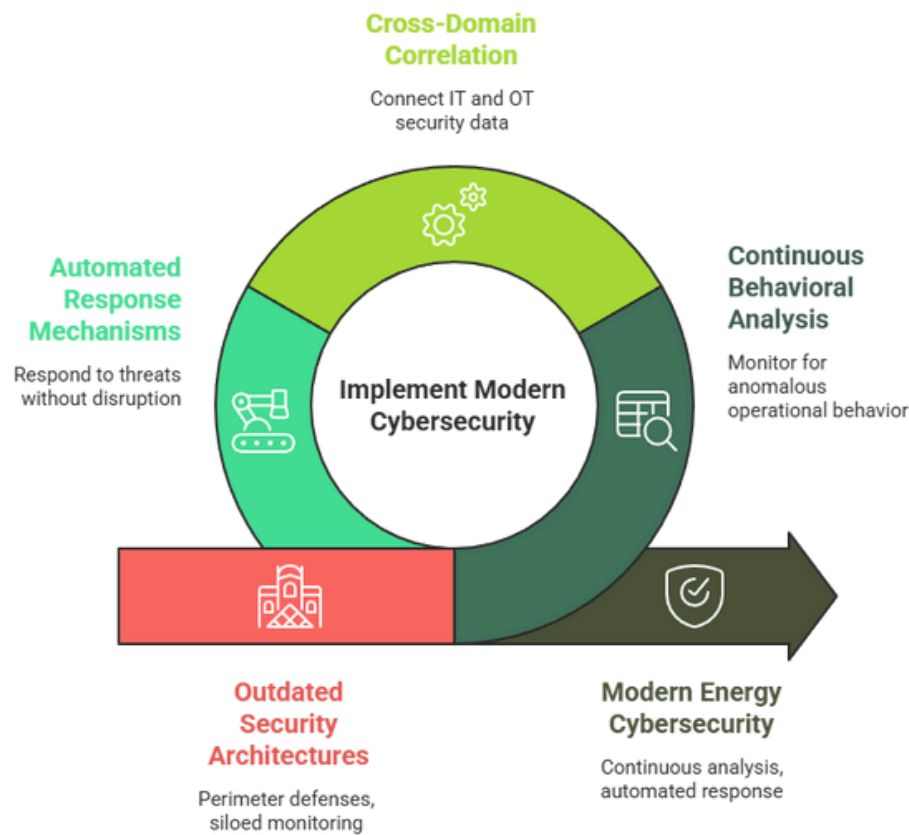 Cross-Domain
Correlation
Connect IT and OT
security data
Automated
Response
Mechanisms
Respond to threats
without disruption
Continuous
Behavioral
Analysis
Monitor for
anomalous
operational behavior
Implement Modern
Cybersecurity
Outdated
Security
Architectures
Perimeter defenses,
siloed monitoring
Modern Energy
Cybersecurity
Continuous analysis,
automated response